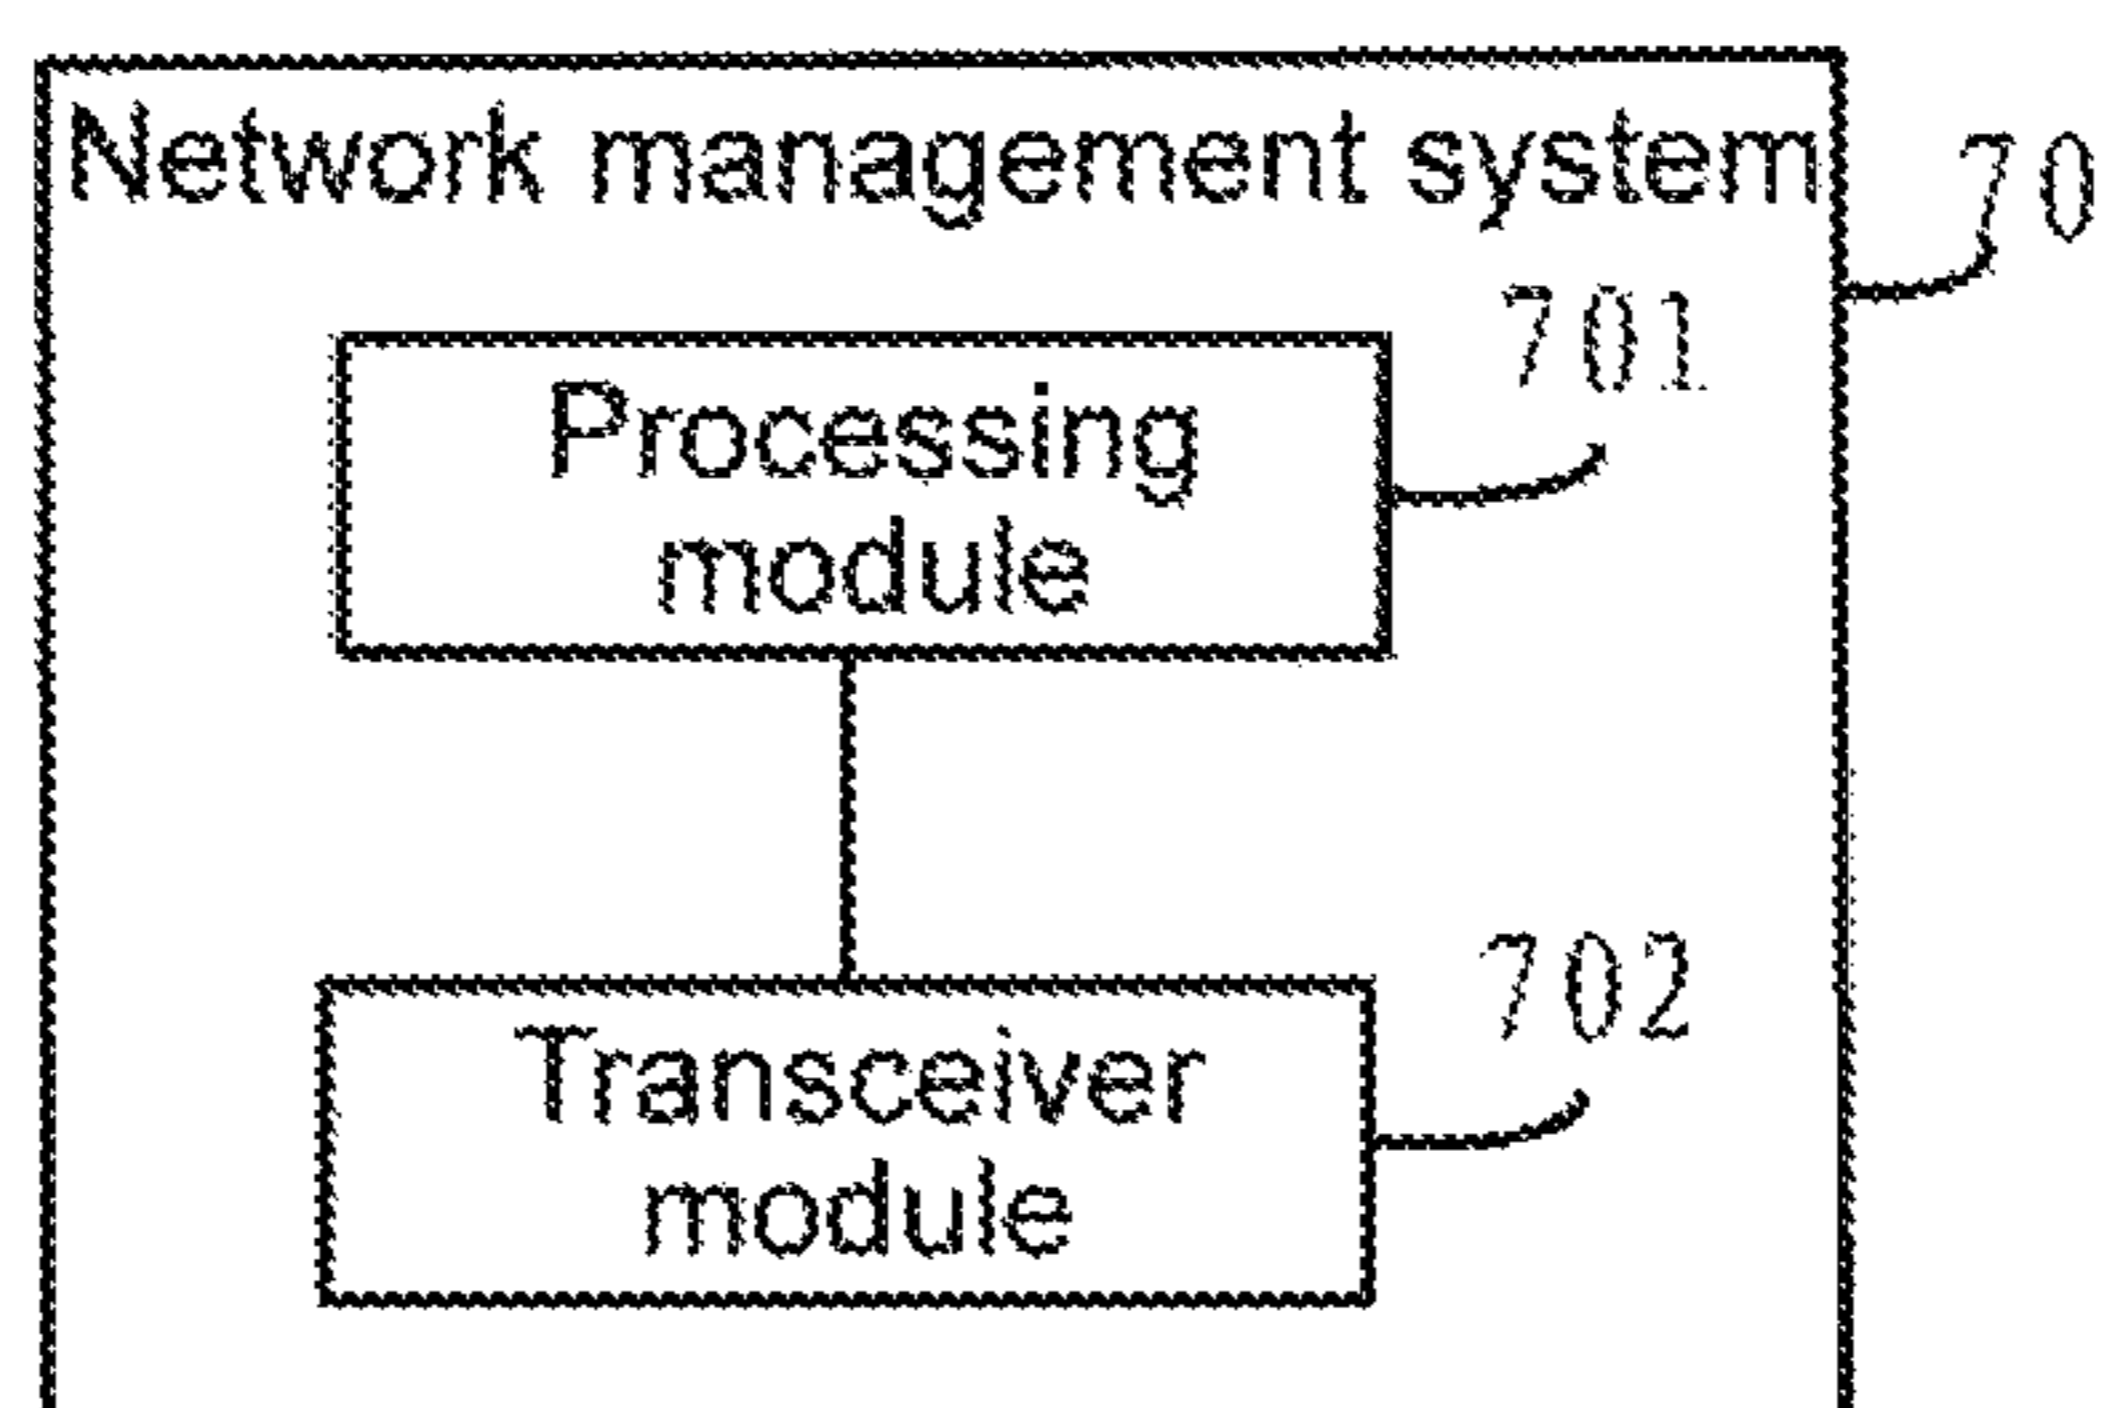 Network management system
70
701
Processing
module
702
Transceiver
module